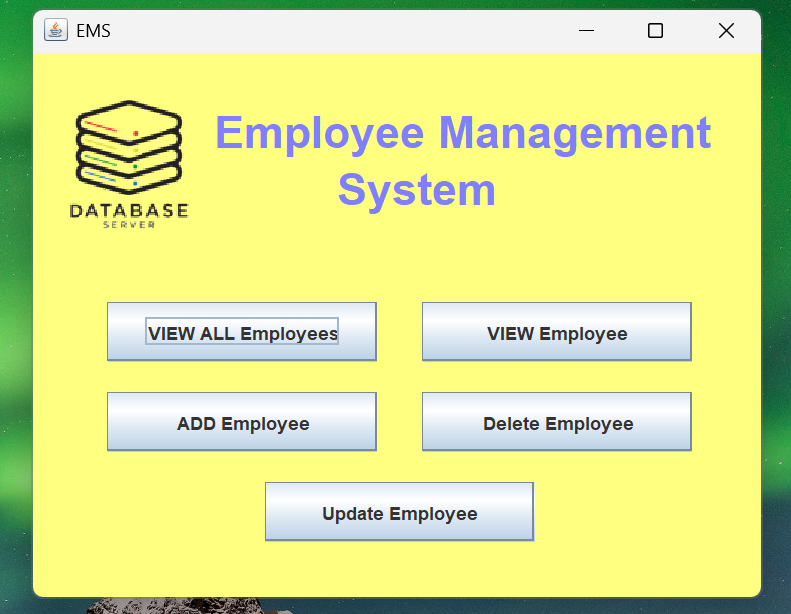 EMS
Employee Management
System
DATABASE
SERVER
VIEW ALL Employees
VIEW Employee
ADD Employee
Delete Employee
Update Employee